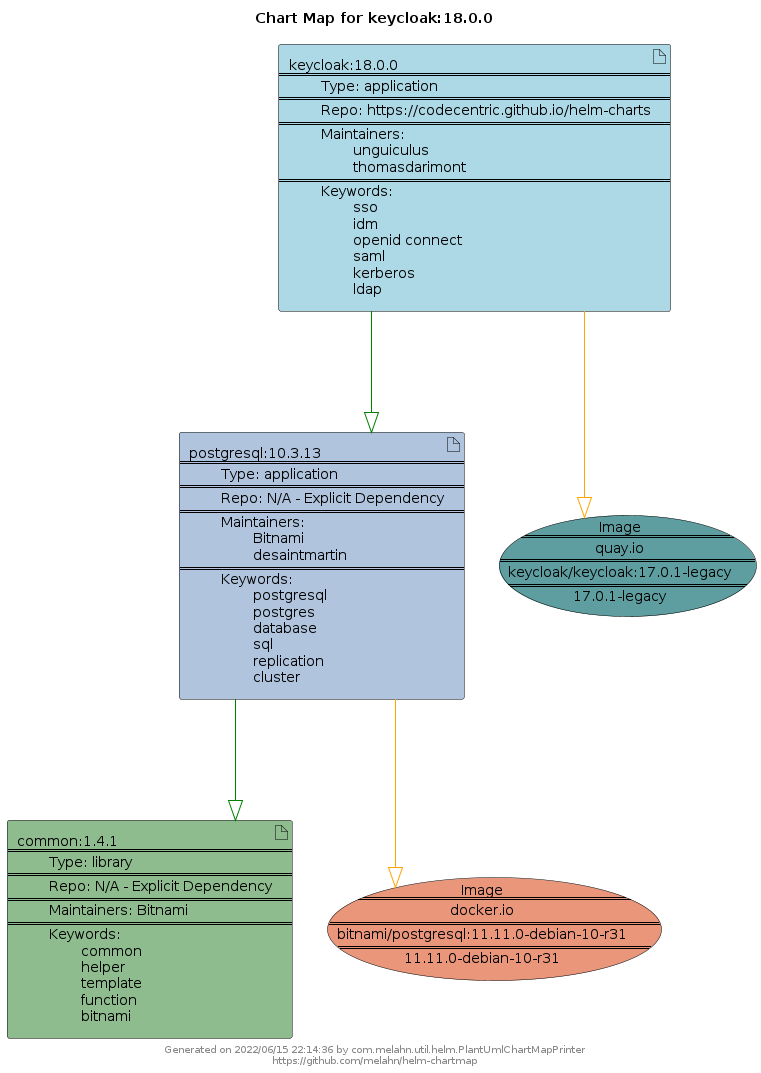 Chart Map for keycloak:18.0.0
keycloak:18.0.0
Type: application
Repo: https://codecentric.github.io/helm-charts
Maintainers:
unguiculus
thomasdarimont
Keywords:
sso
idm
openid connect
saml
kerberos
ldap
postgresql:10.3.13
Type: application
Repo: N/A - Explicit Dependency
Maintainers:
Bitnami
desaintmartin
Keywords:
postgresql
postgres
database
sql
replication
cluster
Image
quay.io
keycloak/keycloak:17.0.1-legacy
17.0.1-legacy
common:1.4.1
Type: library
Repo: N/A - Explicit Dependency
Maintainers: Bitnami
Keywords:
common
helper
template
function
bitnami
Image
docker.io
bitnami/postgresql:11.11.0-debian-10-r31
11.11.0-debian-10-r31
Generated on 2022/06/15 22:14:36 by com.melahn.util.helm.PlantUmlChartMapPrinter
https://github.com/melahn/helm-chartmap